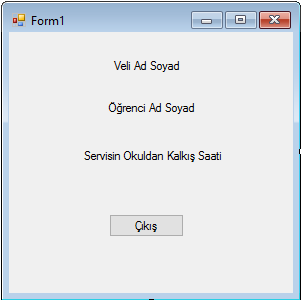 Form1
Veli Ad Soyad
Öğrenci Ad Soyad
Servisin Okuldan Kalkış Saati
Çıkış